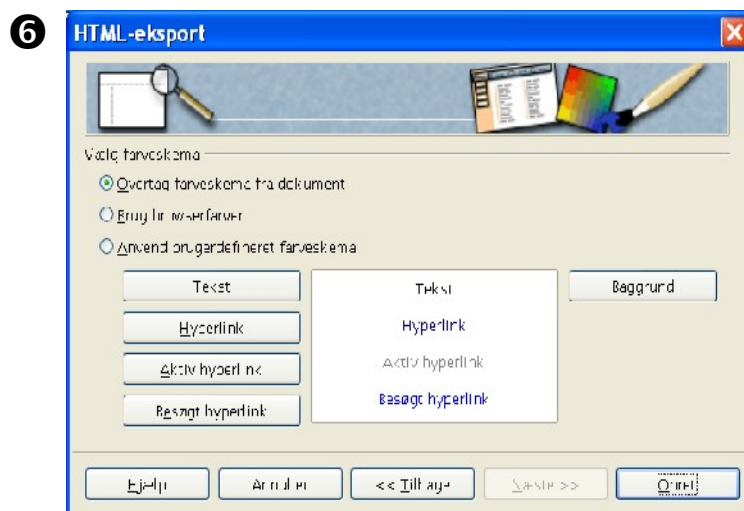 ❻
HTML-eksport
Vælg farveskema
Overtag farveskema fra dokument
Brug browserfarver
Anvend brugerdefineret farveskema
Tekst
Tekst
Baggrund
Hyperlink
Hyperlink
Aktiv hyperlink
Aktiv hyperlink
Besøgt hyperlink
Besøgt hyperlink
Hjælp
Annuller
<< Tilbage
Næste >>
Opret